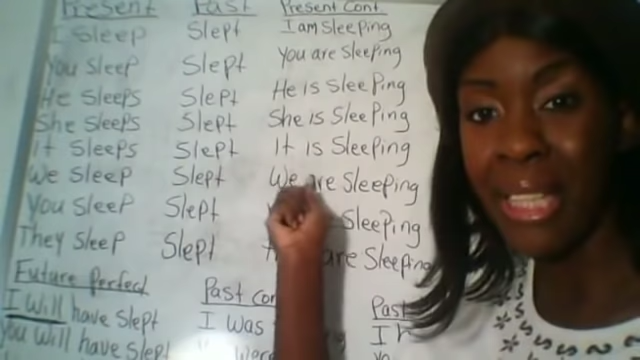 Present Past Present Cont.
I Sleep Slept I am Sleeping
You Sleep Slept You are Sleeping
He Sleeps Slept He is Sleeping
She Sleeps Slept She is Sleeping
It Sleeps Slept It is Sleeping
We Sleep Slept We are Sleeping
You Sleep Slept Sleeping
They Sleep Slept are Sleeping
Future Perfect Past Past
I Will have Slept I was I
You will have Slept